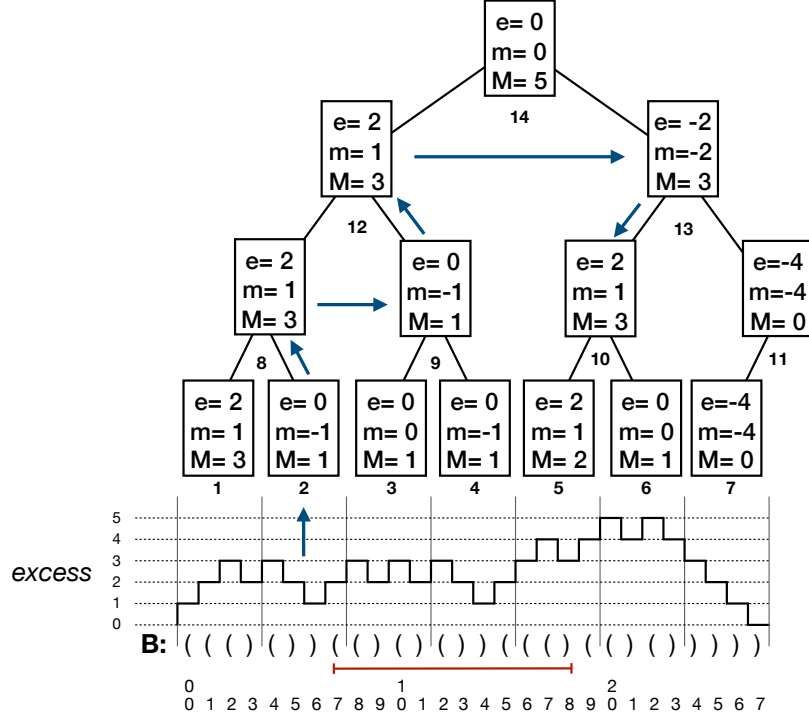 e= 0
m= 0
M= 5
14
e= 2
m= 1
M= 3
e= -2
m=-2
M= 3
12
13
e= 2
m= 1
M= 3
e= 0
m=-1
M= 1
e= 2
m= 1
M= 3
e=-4
m=-4
M= 0
8
9
10
11
e= 2
m= 1
M= 3
e= 0
m=-1
M= 1
e= 0
m= 0
M= 1
e= 0
m=-1
M= 1
e= 2
m= 1
M= 2
e= 0
m= 0
M= 1
e=-4
m=-4
M= 0
1 2 3 4 5 6 7
excess
5
4
3
2
1
0
B: ( ( ( ) ( ) ) ( ( ) ( ) ( ) ) ( ( ( ) ( ( ) ( ) ) ) ) )
0 1 2
0 1 2 3 4 5 6 7 8 9 0 1 2 3 4 5 6 7 8 9 0 1 2 3 4 5 6 7